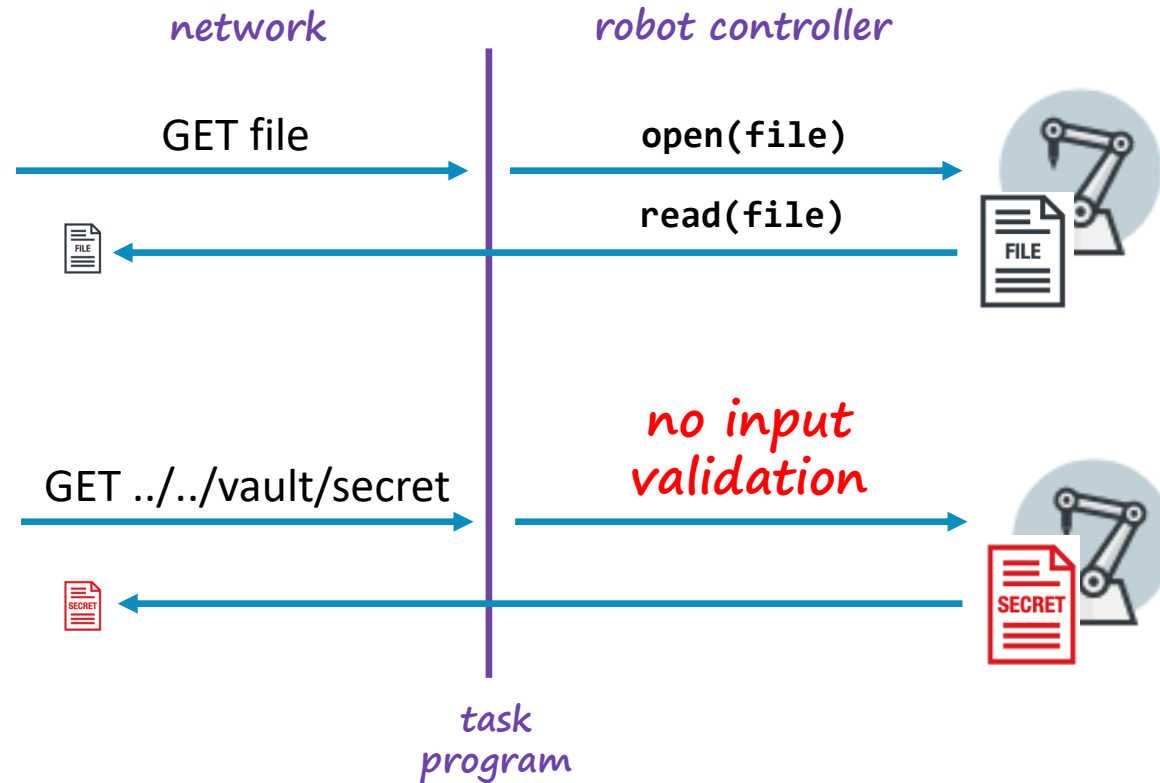 network
robot controller
GET file
open(file)
read(file)
FILE
FILE
no input
validation
GET ../../vault/secret
SECRET
SECRET
task
program